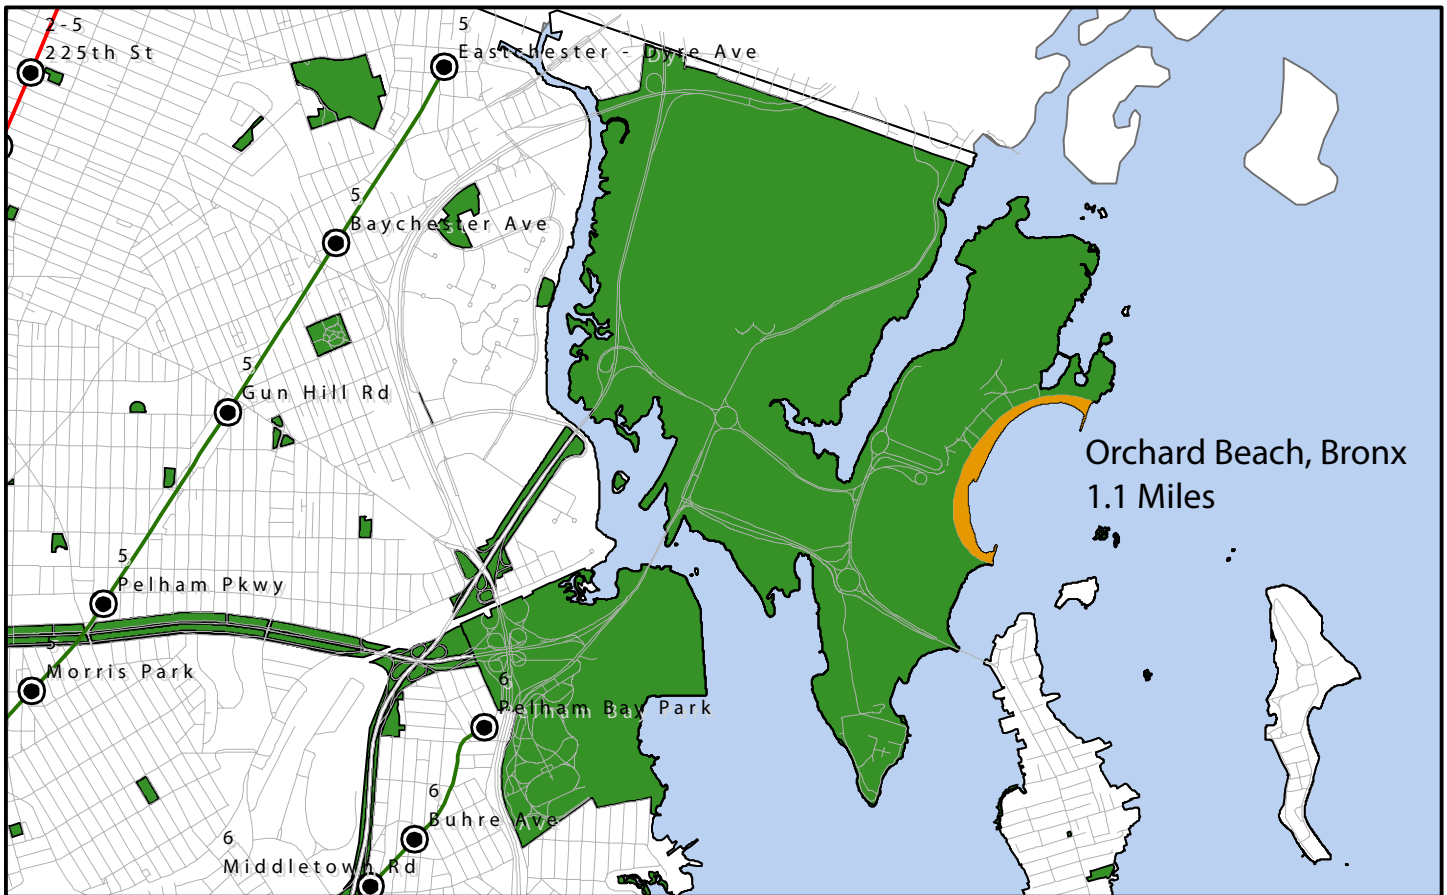 2-5
225th St
5
Eastchester - Dyre Ave
5
Baychester Ave
5
Gun Hill Rd
Orchard Beach, Bronx
1.1 Miles
5
Pelham Pkwy
5
Morris Park
6
Pelham Bay Park
6
Buhre Ave
6
Middletown Rd